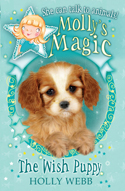 She can talk to animals!
Molly's
Magic
The Wish Puppy
HOLLY WEBB